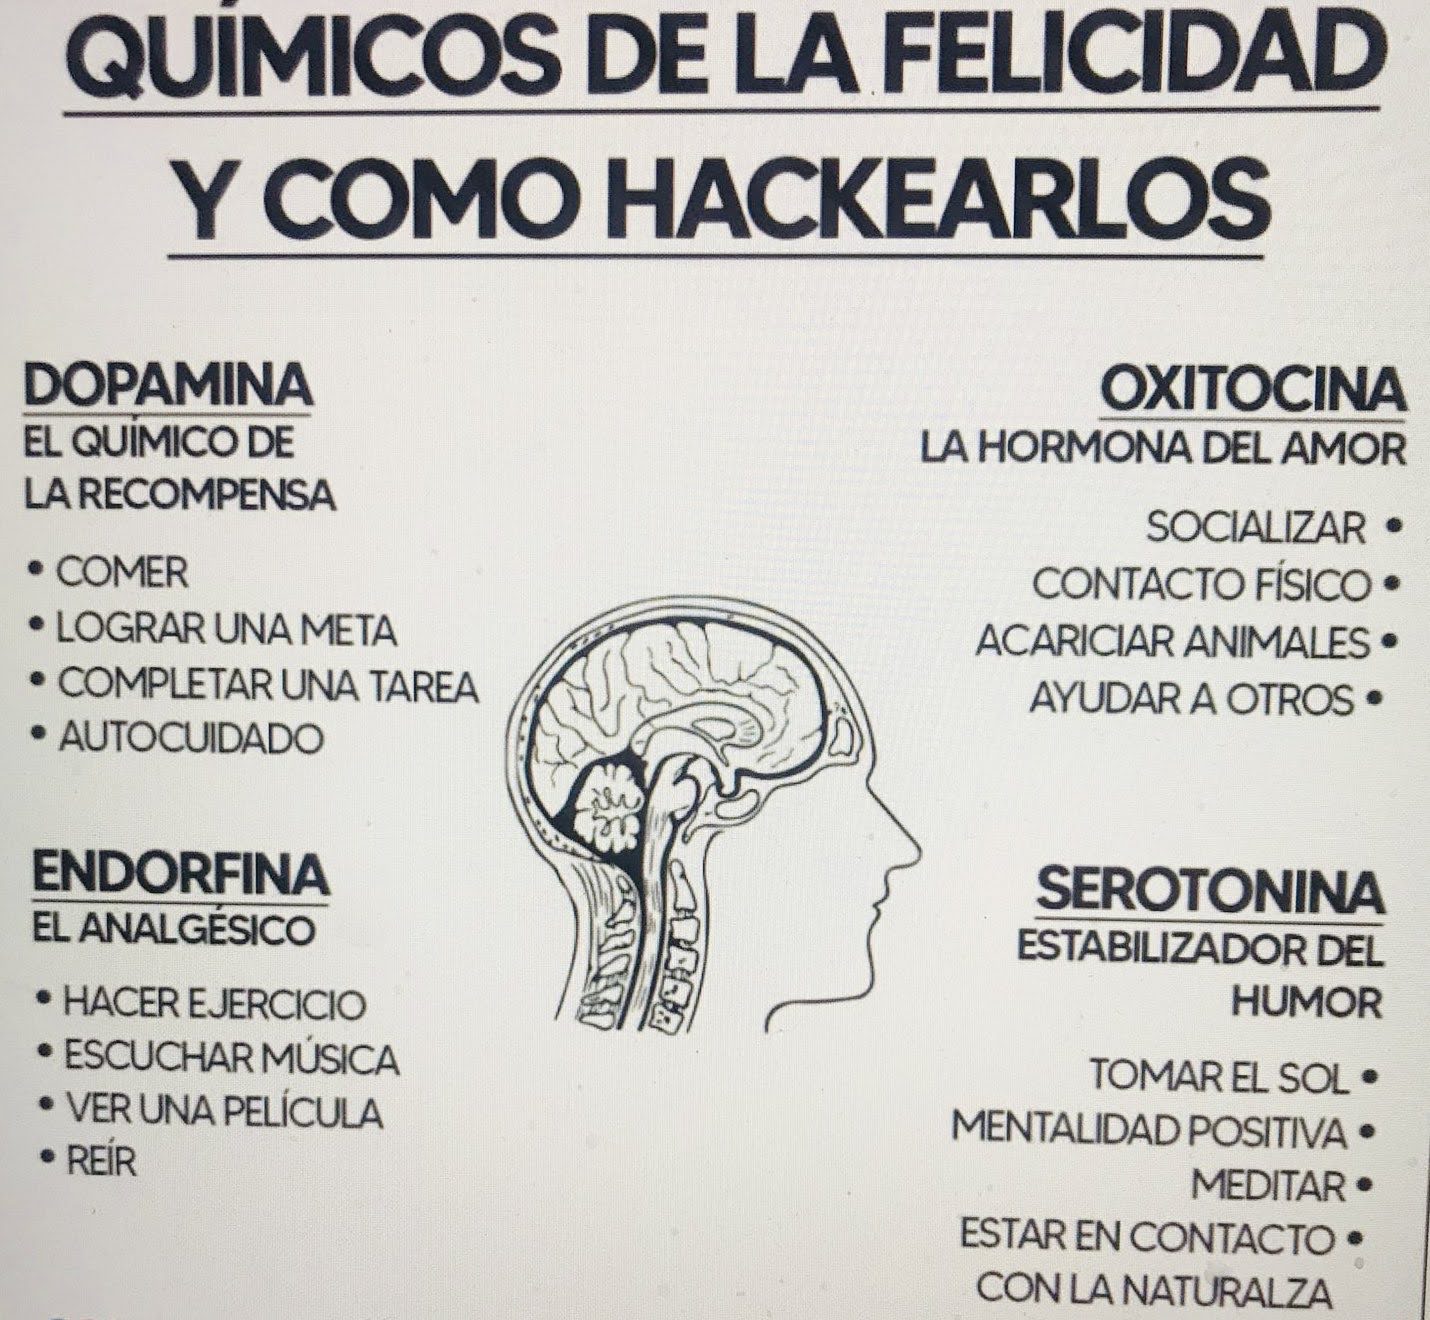 QUÍMICOS DE LA FELICIDAD
Y COMO HACKEARLOS
DOPAMINA
EL QUÍMICO DE
LA RECOMPENSA
• COMER
• LOGRAR UNA META
• COMPLETAR UNA TAREA
• AUTOCUIDADO
OXITOCINA
LA HORMONA DEL AMOR
SOCIALIZAR •
CONTACTO FÍSICO •
ACARICIAR ANIMALES •
AYUDAR A OTROS •
ENDORFINA
EL ANALGÉSICO
• HACER EJERCICIO
• ESCUCHAR MÚSICA
• VER UNA PELÍCULA
• REÍR
SEROTONINA
ESTABILIZADOR DEL
HUMOR
TOMAR EL SOL •
MENTALIDAD POSITIVA •
MEDITAR •
ESTAR EN CONTACTO •
CON LA NATURALZA